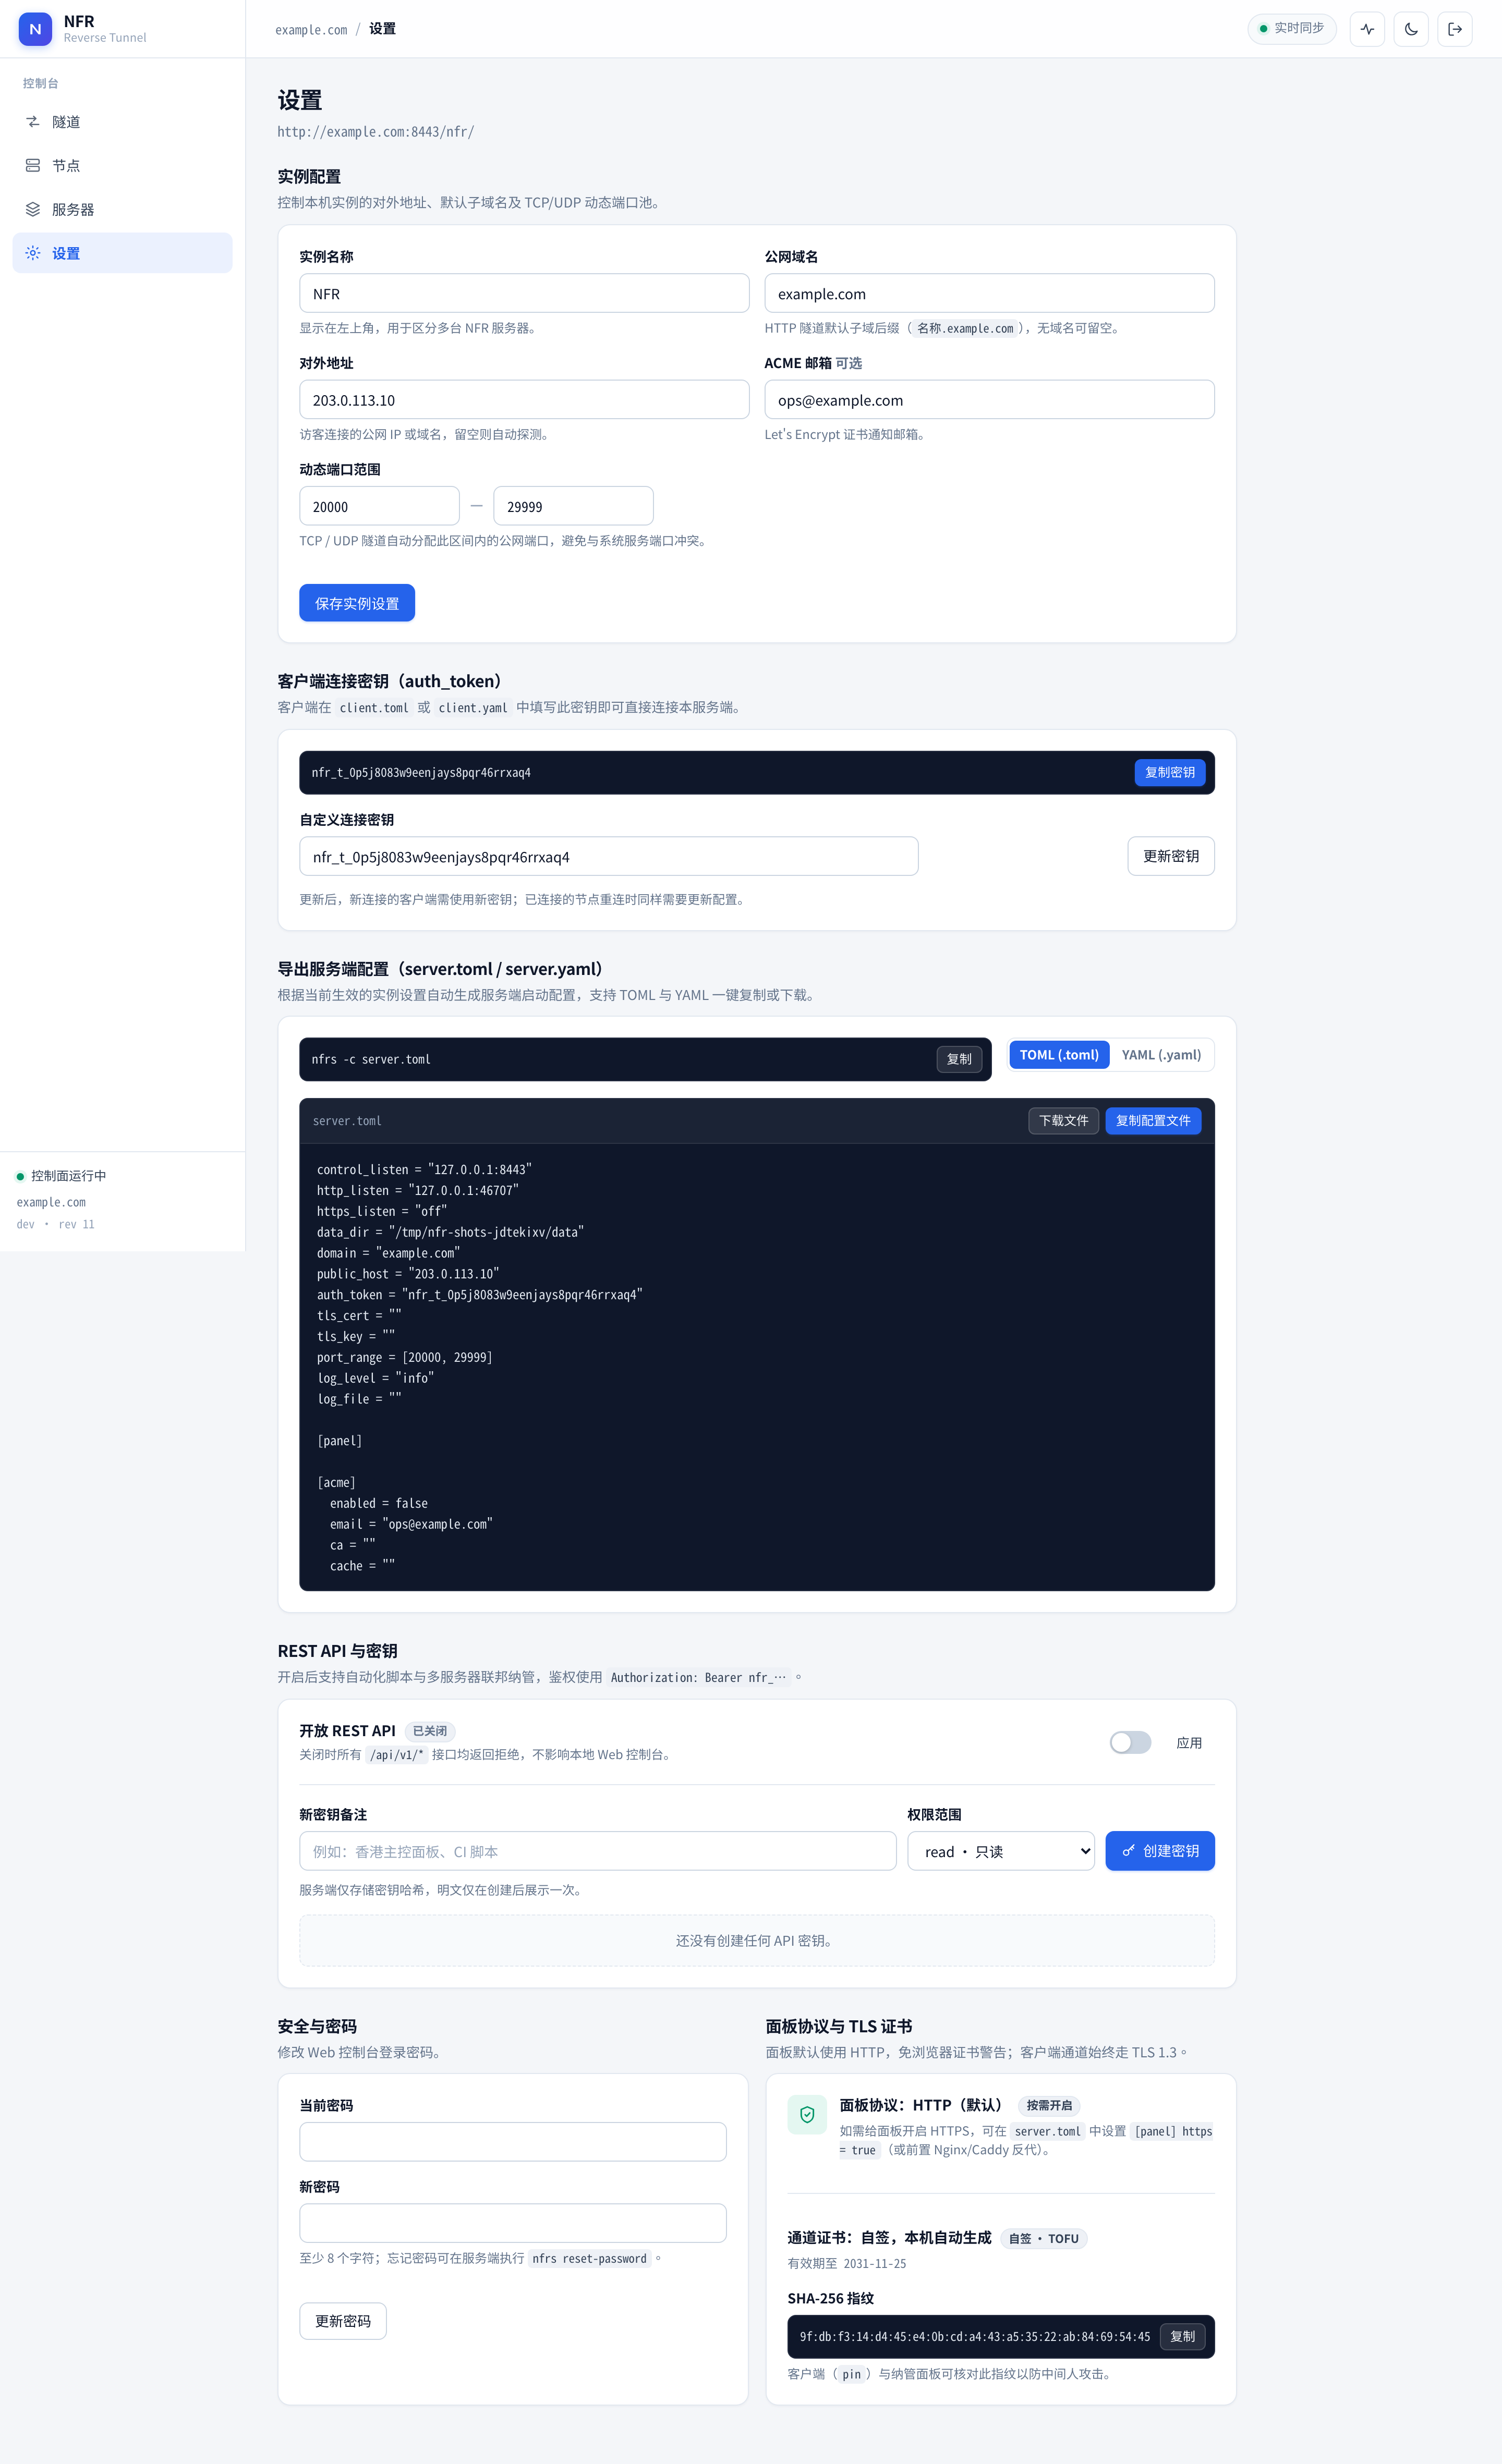 N
NFR
Reverse Tunnel
example.com / 设置
实时同步
控制台
隧道
节点
服务器
设置
控制面运行中
example.com
dev · rev 11
设置
http://example.com:8443/nfr/
实例配置
控制本机实例的对外地址、默认子域名及 TCP/UDP 动态端口池。
实例名称
NFR
显示在左上角，用于区分多台 NFR 服务器。
公网域名
example.com
HTTP 隧道默认子域后缀（名称.example.com），无域名可留空。
对外地址
203.0.113.10
访客连接的公网 IP 或域名，留空则自动探测。
ACME 邮箱 可选
ops@example.com
Let's Encrypt 证书通知邮箱。
动态端口范围
20000 — 29999
TCP / UDP 隧道自动分配此区间内的公网端口，避免与系统服务端口冲突。
保存实例设置
客户端连接密钥（auth_token）
客户端在 client.toml 或 client.yaml 中填写此密钥即可直接连接本服务端。
nfr_t_0p5j8083w9eenjays8pqr46rrxaq4
复制密钥
自定义连接密钥
nfr_t_0p5j8083w9eenjays8pqr46rrxaq4
更新密钥
更新后，新连接的客户端需使用新密钥；已连接的节点重连时同样需要更新配置。
导出服务端配置（server.toml / server.yaml）
根据当前生效的实例设置自动生成服务端启动配置，支持 TOML 与 YAML 一键复制或下载。
nfrs -c server.toml
复制
TOML (.toml)
YAML (.yaml)
server.toml
下载文件
复制配置文件
control_listen = "127.0.0.1:8443"
http_listen = "127.0.0.1:46707"
https_listen = "off"
data_dir = "/tmp/nfr-shots-jdtekixv/data"
domain = "example.com"
public_host = "203.0.113.10"
auth_token = "nfr_t_0p5j8083w9eenjays8pqr46rrxaq4"
tls_cert = ""
tls_key = ""
port_range = [20000, 29999]
log_level = "info"
log_file = ""
[panel]
[acme]
enabled = false
email = "ops@example.com"
ca = ""
cache = ""
REST API 与密钥
开启后支持自动化脚本与多服务器联邦纳管，鉴权使用 Authorization: Bearer nfr_…。
开放 REST API 已关闭
关闭时所有 /api/v1/* 接口均返回拒绝，不影响本地 Web 控制台。
应用
新密钥备注
例如：香港主控面板、CI 脚本
权限范围
read · 只读
创建密钥
服务端仅存储密钥哈希，明文仅在创建后展示一次。
还没有创建任何 API 密钥。
安全与密码
修改 Web 控制台登录密码。
当前密码
新密码
至少 8 个字符；忘记密码可在服务端执行 nfrs reset-password。
更新密码
面板协议与 TLS 证书
面板默认使用 HTTP，免浏览器证书警告；客户端通道始终走 TLS 1.3。
面板协议：HTTP（默认） 按需开启
如需给面板开启 HTTPS，可在 server.toml 中设置 [panel] https
= true（或前置 Nginx/Caddy 反代）。
通道证书：自签，本机自动生成 自签 · TOFU
有效期至 2031-11-25
SHA-256 指纹
9f:db:f3:14:d4:45:e4:0b:cd:a4:43:a5:35:22:ab:84:69:54:45
复制
客户端（pin）与纳管面板可核对此指纹以防中间人攻击。